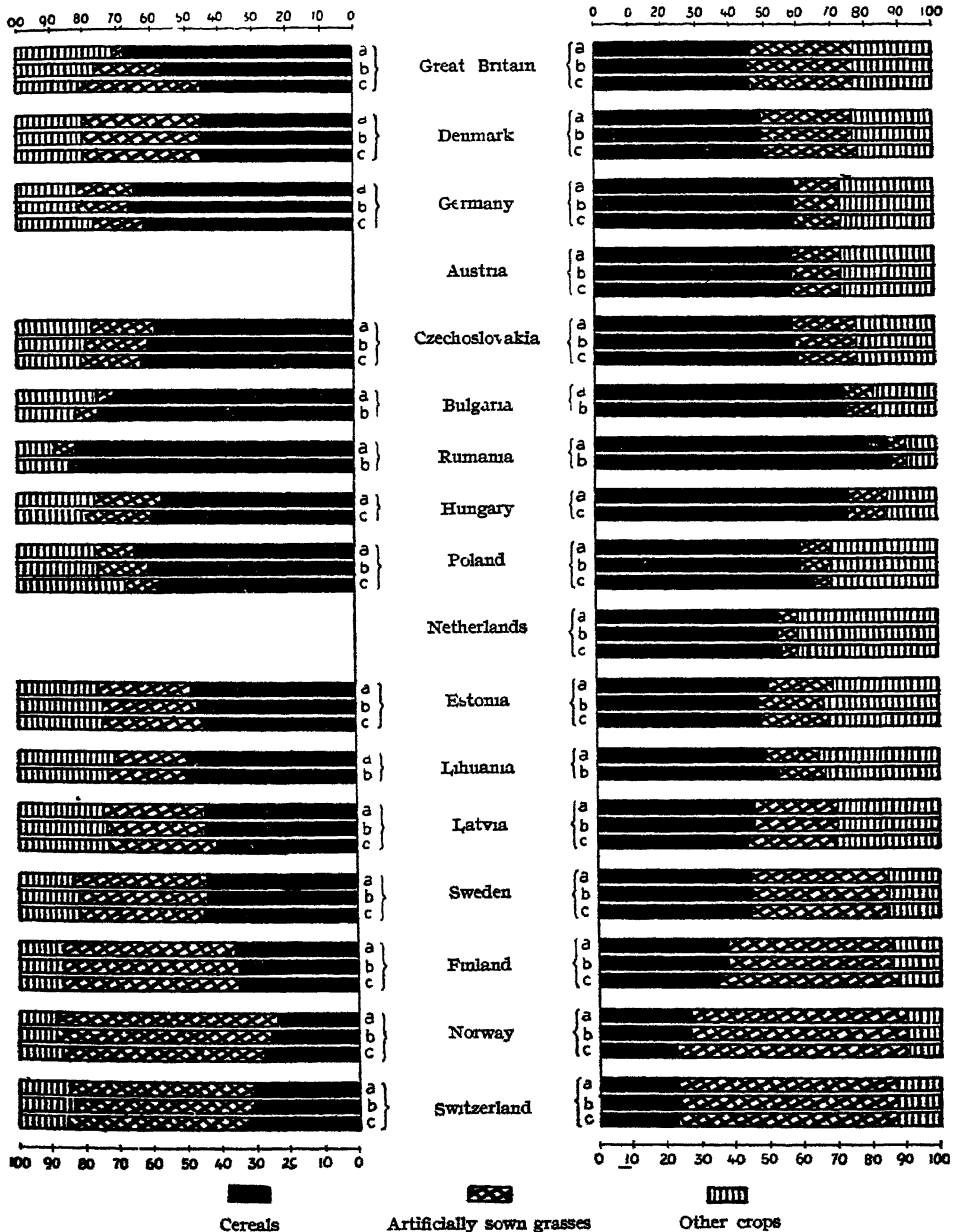 100 90 80 70 60 50 40 30 20 10 0 0 10 20 30 40 50 60 70 80 90 100
a a
b Great Britain b
c c
a a
b Denmark b
c c
a a
b Germany b
c c
a
Austria b
c
a a
b Czechoslovakia b
c c
a a
b Bulgaria b
a a
b Rumania b
a a
c Hungary c
a a
b Poland b
c c
a
Netherlands b
c
a a
b Estonia b
c c
a a
b Lihuania b
a a
b Latvia b
c c
a a
b Sweden b
c c
a a
b Finland b
c c
a a
b Norway b
c c
a a
b Switzerland b
c c
100 90 80 70 60 50 40 30 20 10 0 0 10 20 30 40 50 60 70 80 90 100
Cereals Artificially sown grasses Other crops